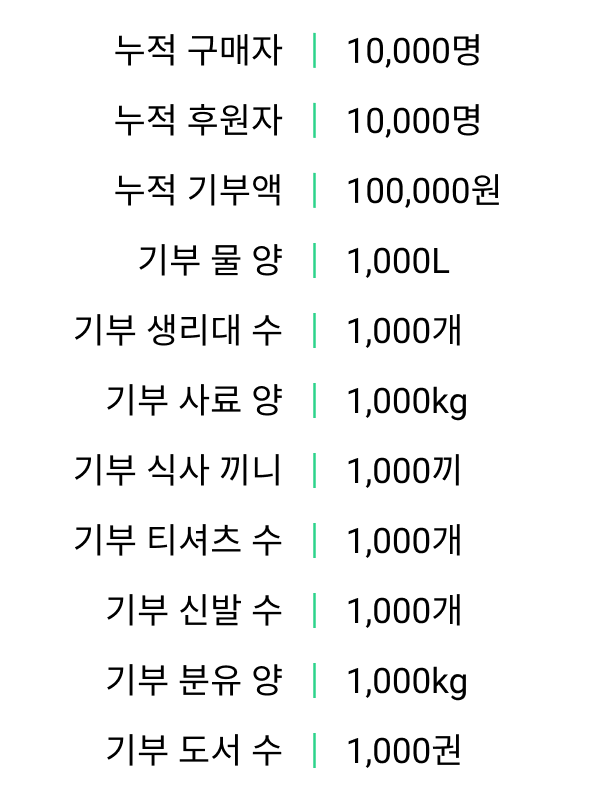 누적 구매자 | 10,000명
누적 후원자 | 10,000명
누적 기부액 | 100,000원
기부 물 양 | 1,000L
기부 생리대 수 | 1,000개
기부 사료 양 | 1,000kg
기부 식사 끼니 | 1,000끼
기부 티셔츠 수 | 1,000개
기부 신발 수 | 1,000개
기부 분유 양 | 1,000kg
기부 도서 수 | 1,000권